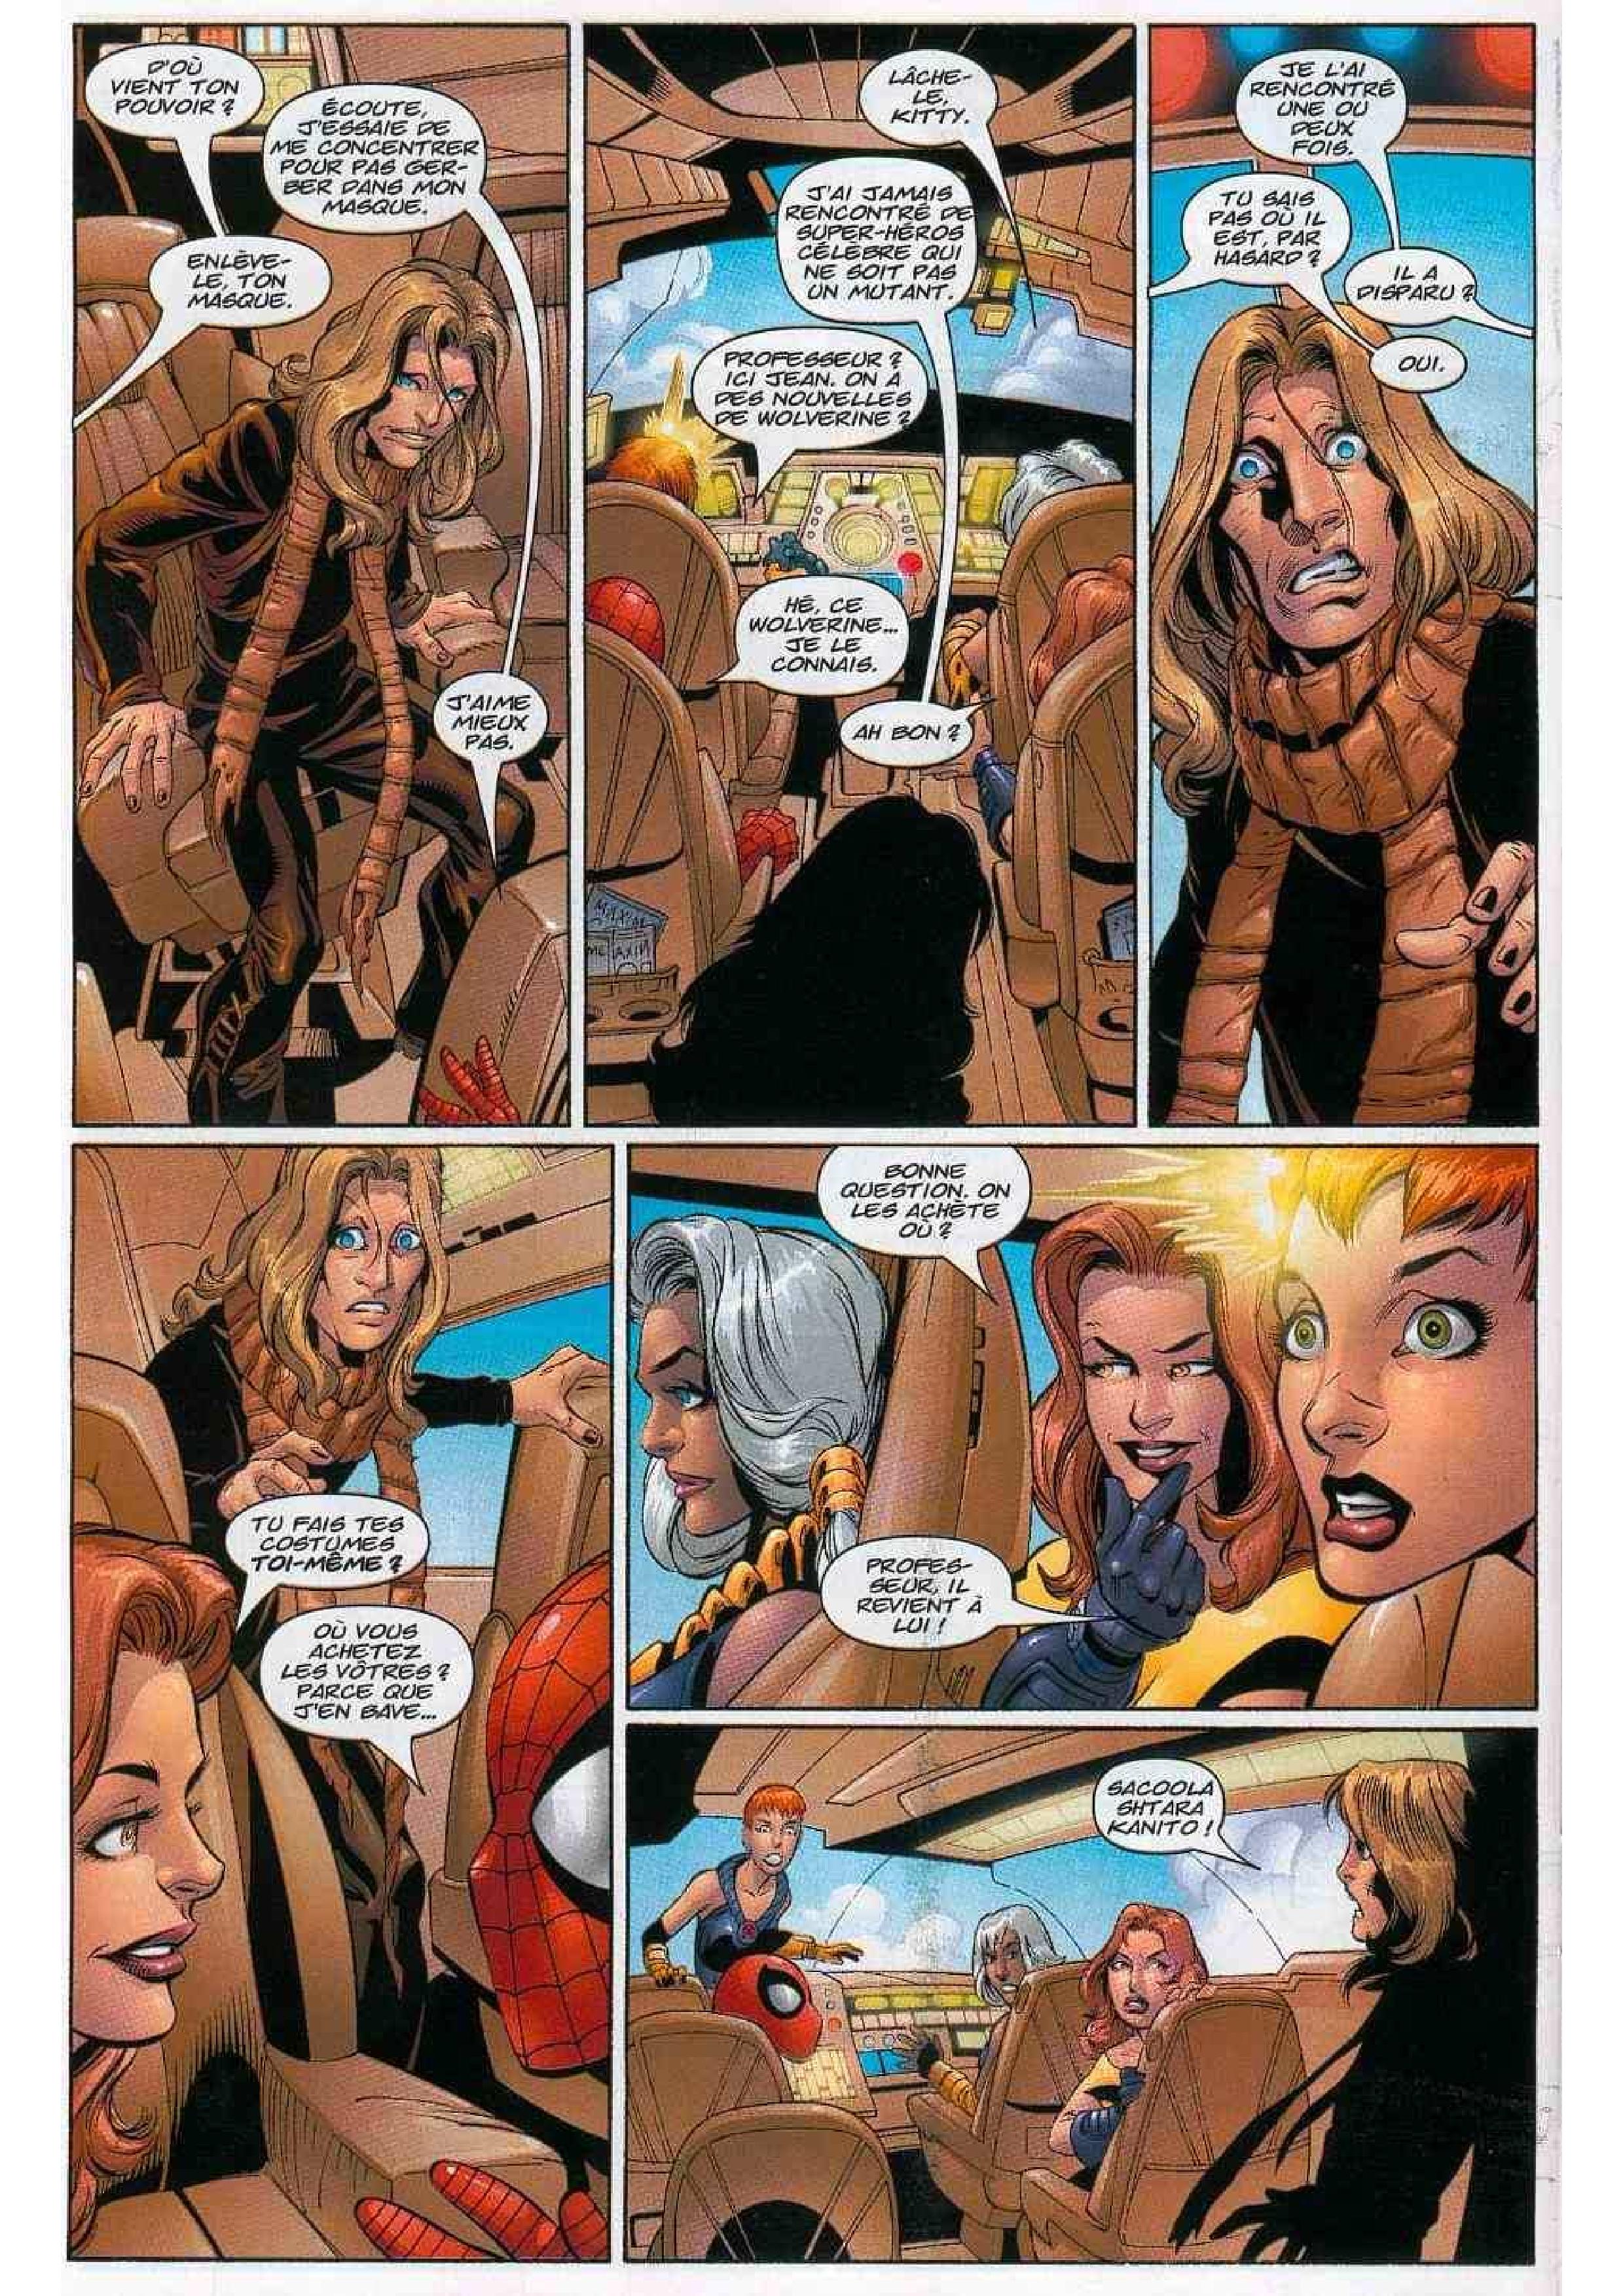 D'OÙ
VIENT TON
POUVOIR ?
ÉCOUTE,
J'ESSAIE DE
ME CONCENTRER
POUR PAS GER-
BER DANS MON
MASQUE.
ENLÈVE-
LE, TON
MASQUE.
J'AIME
MIEUX
PAS.
LÂCHE-
LE,
KITTY.
J'AI JAMAIS
RENCONTRÉ DE
SUPER-HÉROS
CÉLÈBRE QUI
NE SOIT PAS
UN MUTANT.
PROFESSEUR ?
ICI JEAN. ON A
DES NOUVELLES
DE WOLVERINE ?
HÉ, CE
WOLVERINE...
JE LE
CONNAIS.
AH BON ?
MAXIM
JE L'AI
RENCONTRÉ
UNE OU
DEUX
FOIS.
TU SAIS
PAS OÙ IL
EST, PAR
HASARD ?
IL A
DISPARU ?
OUI.
TU FAIS TES
COSTUMES
TOI-MÊME ?
OÙ VOUS
ACHETEZ
LES VÔTRES ?
PARCE QUE
J'EN BAVE...
BONNE
QUESTION. ON
LES ACHÈTE
OÙ ?
PROFES-
SEUR, IL
REVIENT À
LUI !
SACOOLA
SHTARA
KANITO !